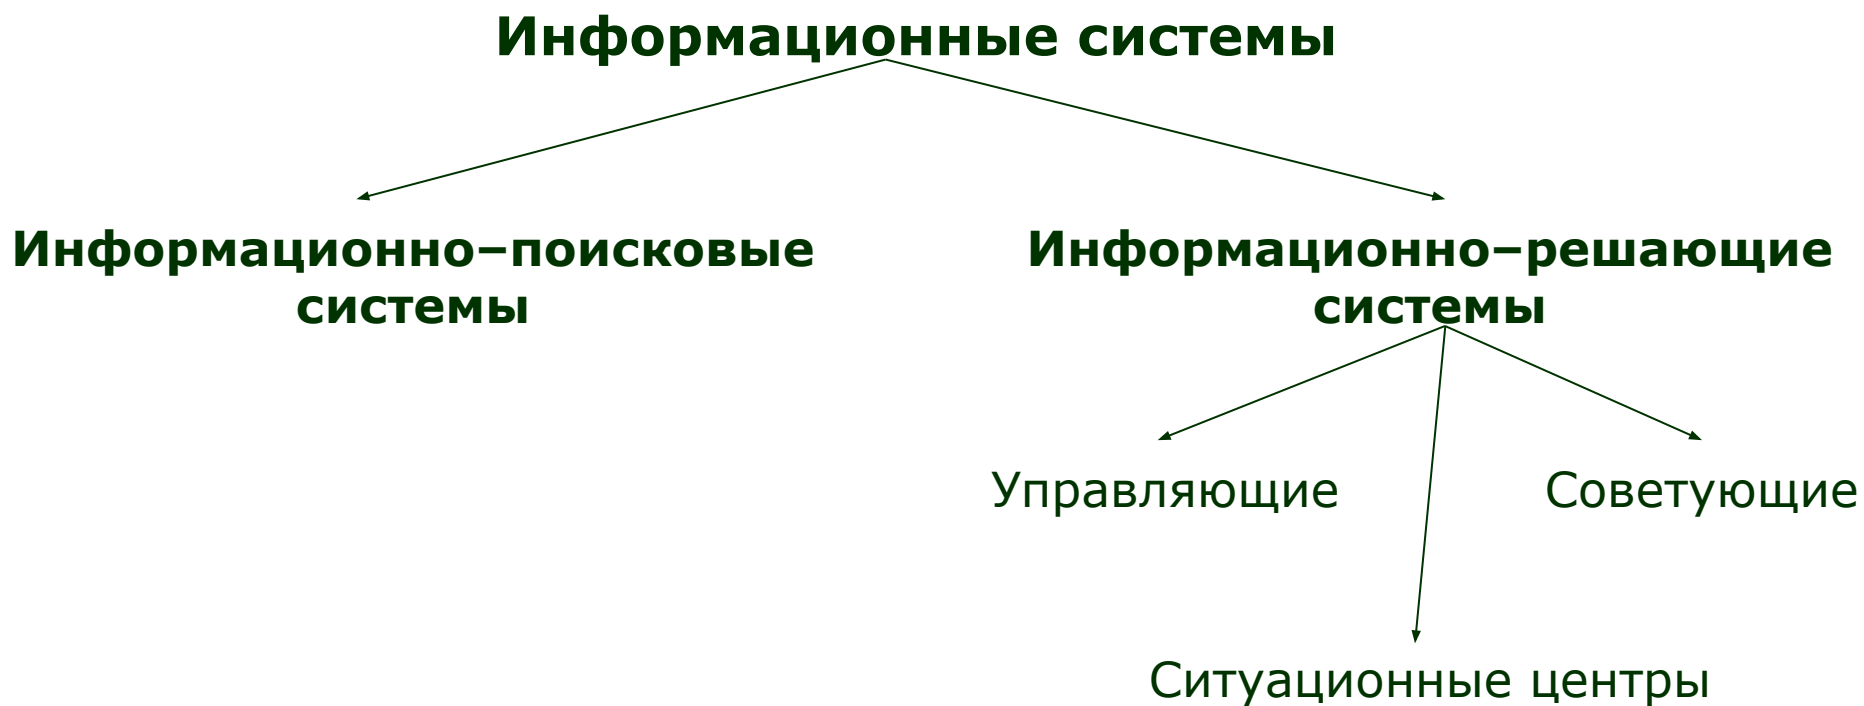 Информационные системы
Информационно–поисковые
системы
Информационно–решающие
системы
Управляющие
Советующие
Ситуационные центры